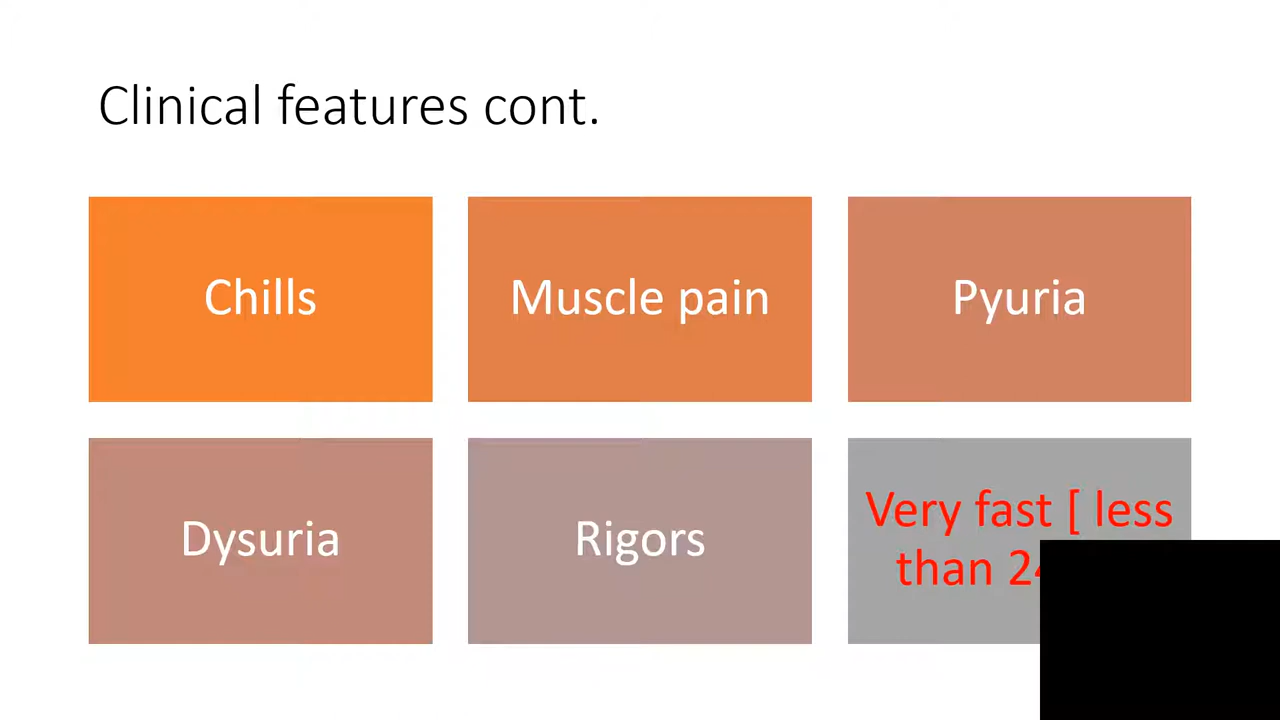 Clinical features cont.
Chills
Muscle pain
Pyuria
Dysuria
Rigors
Very fast [ less
than